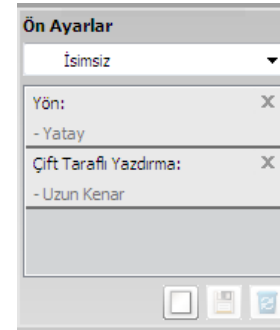 Ön Ayarlar
İsimsiz
Yön:
- Yatay
Çift Taraflı Yazdırma:
- Uzun Kenar